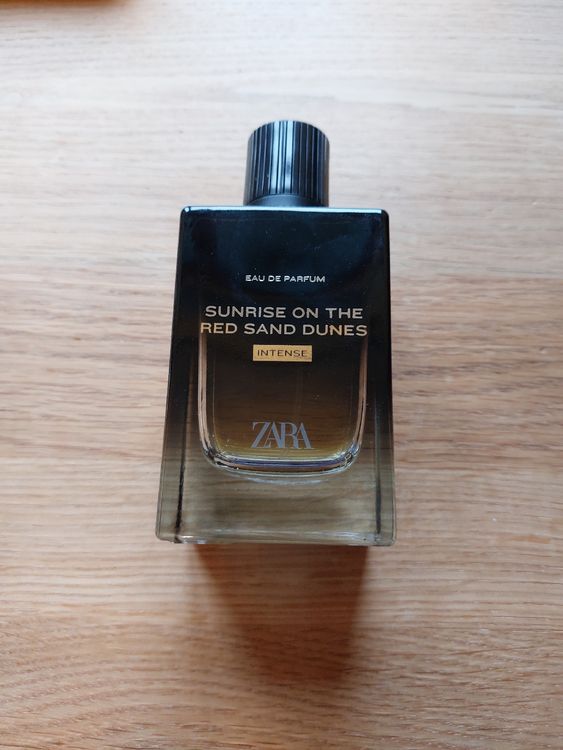 EAU DE PARFUM
SUNRISE ON THE
RED SAND DUNES
INTENSE
ZARA